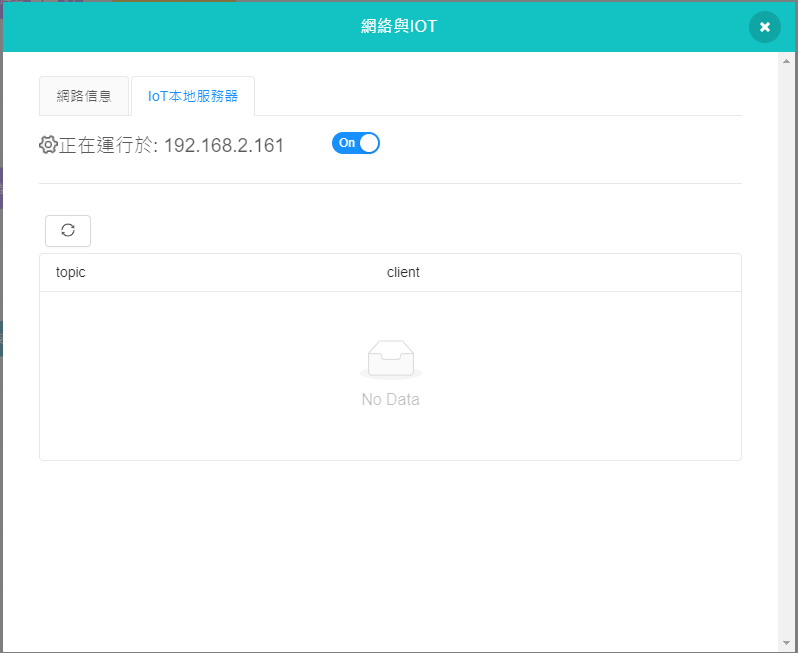 網絡與IOT
網路信息
IoT本地服務器
正在運行於: 192.168.2.161
On
topic
client
No Data